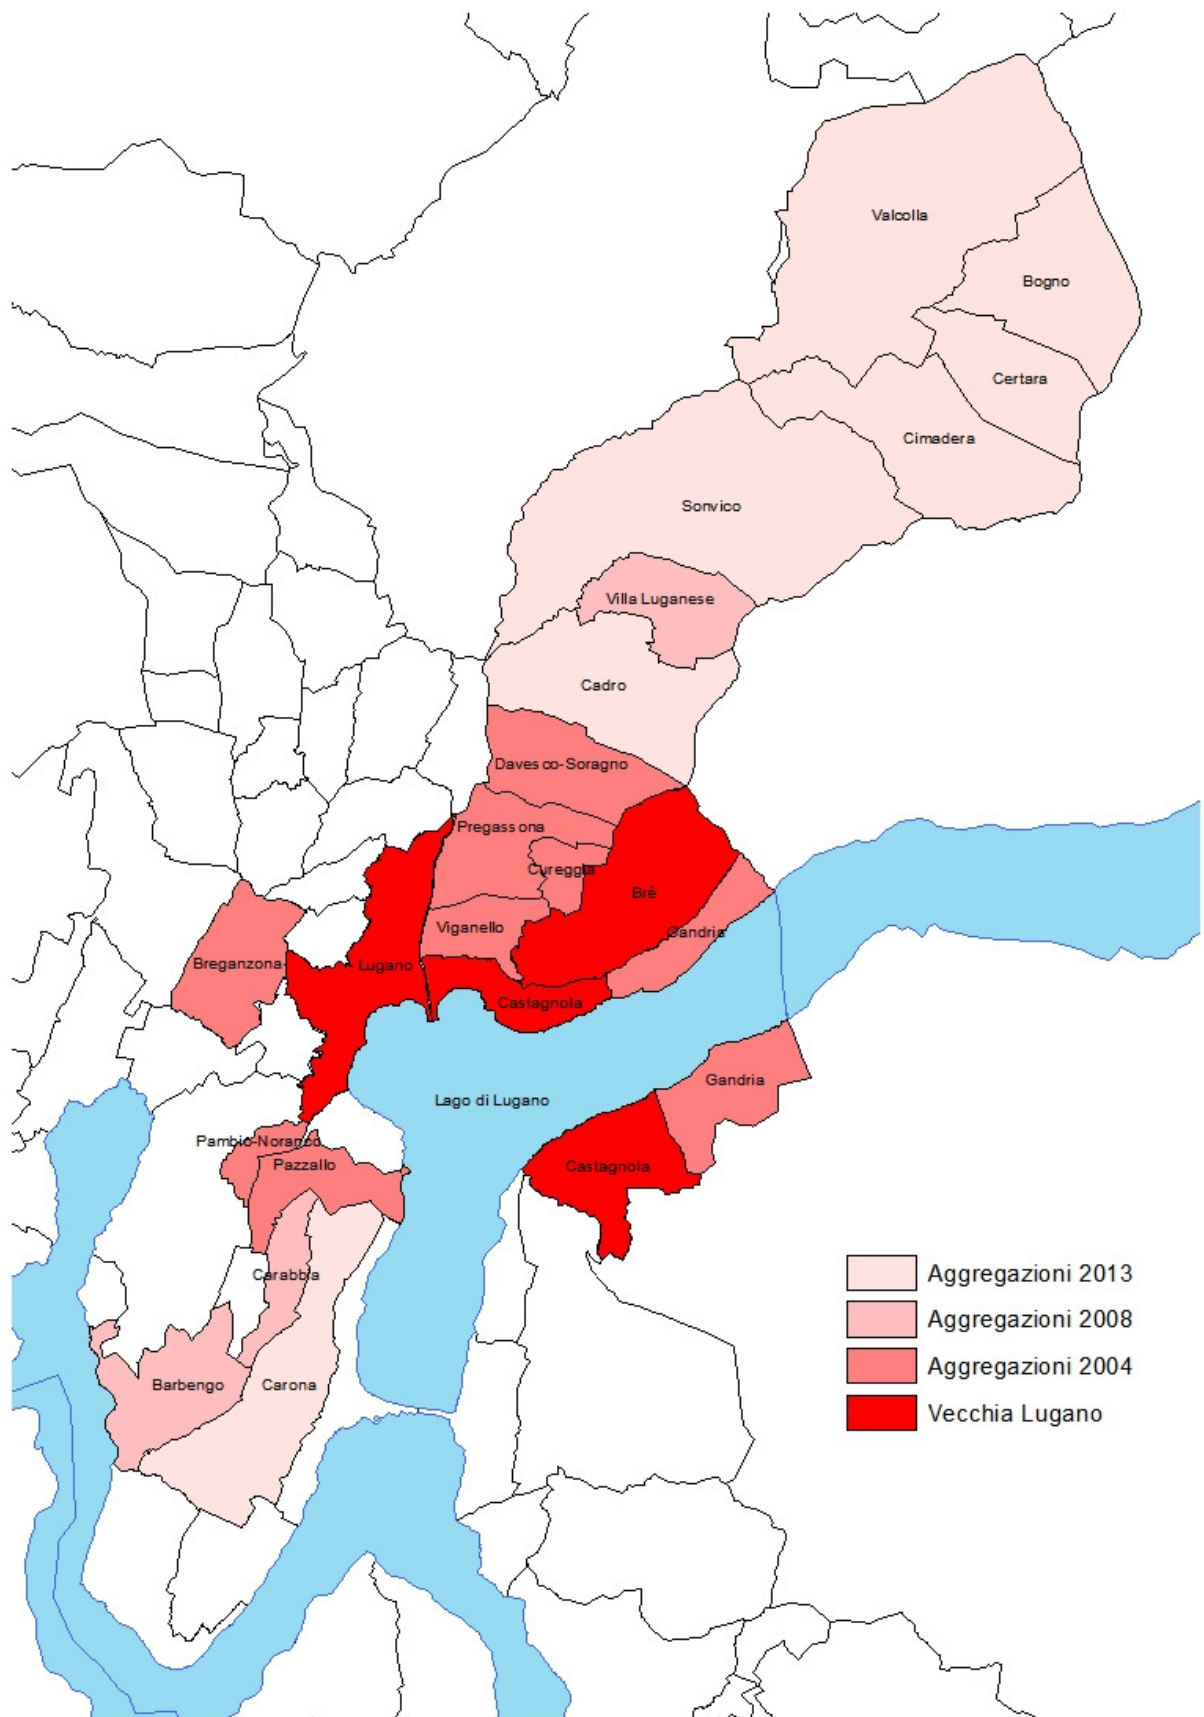 Valcolla
Bogno
Certara
Cimadera
Sonvico
Villa Luganese
Cadro
Davesco-Soragno
Pregassona
Cureggia
Brè
Viganello
Gandria
Breganzona
Lugano
Castagnola
Gandria
Lago di Lugano
Pambio-Noranco
Pazzallo
Castagnola
Carabbia
Barbengo
Carona
Aggregazioni 2013
Aggregazioni 2008
Aggregazioni 2004
Vecchia Lugano